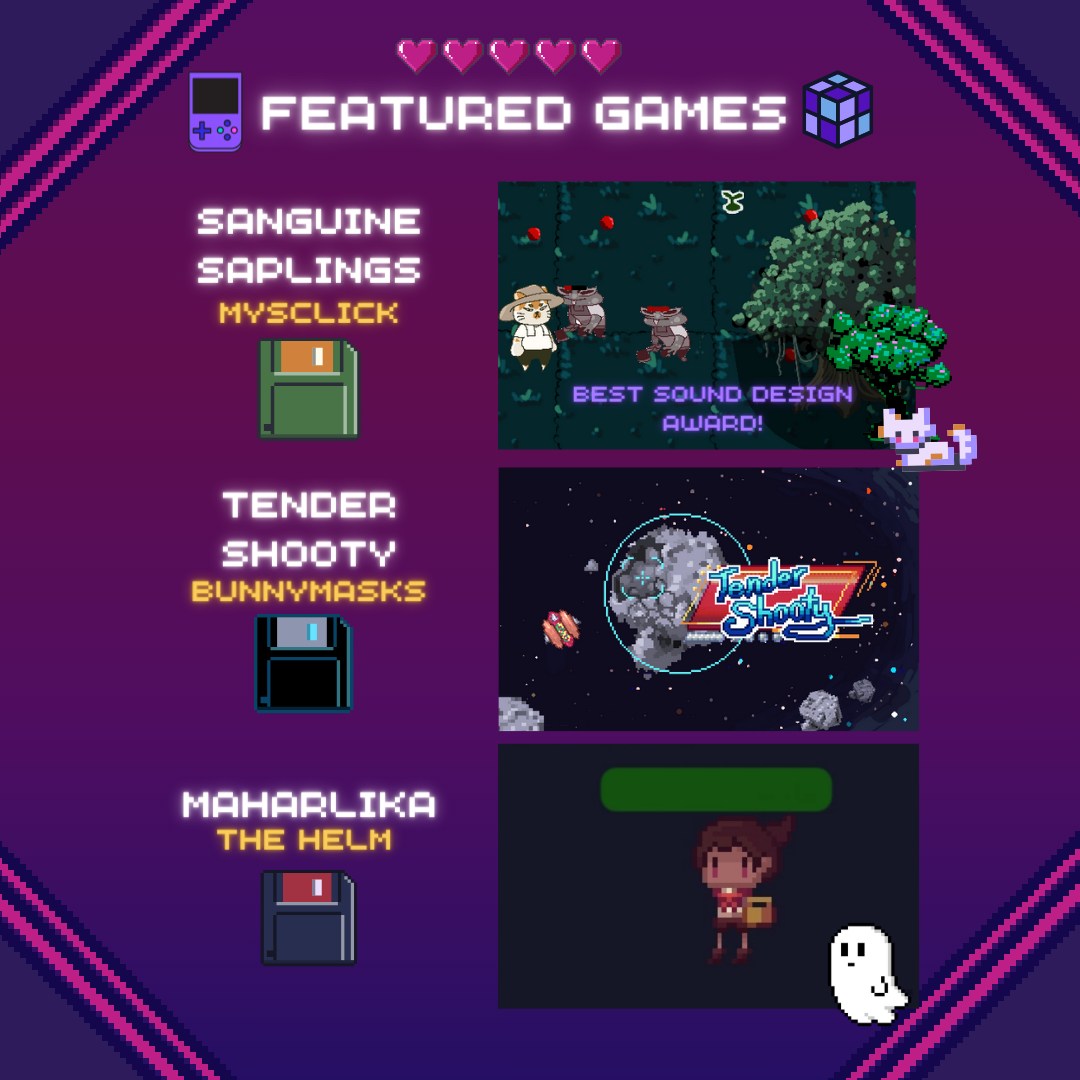 FEATURED GAMES
SANGUINE
SAPLINGS
MYSCLICK
BEST SOUND DESIGN
AWARD!
TENDER
SHOOTY
BUNNYMASKS
Tender
Shooty
MAHARLIKA
THE HELM